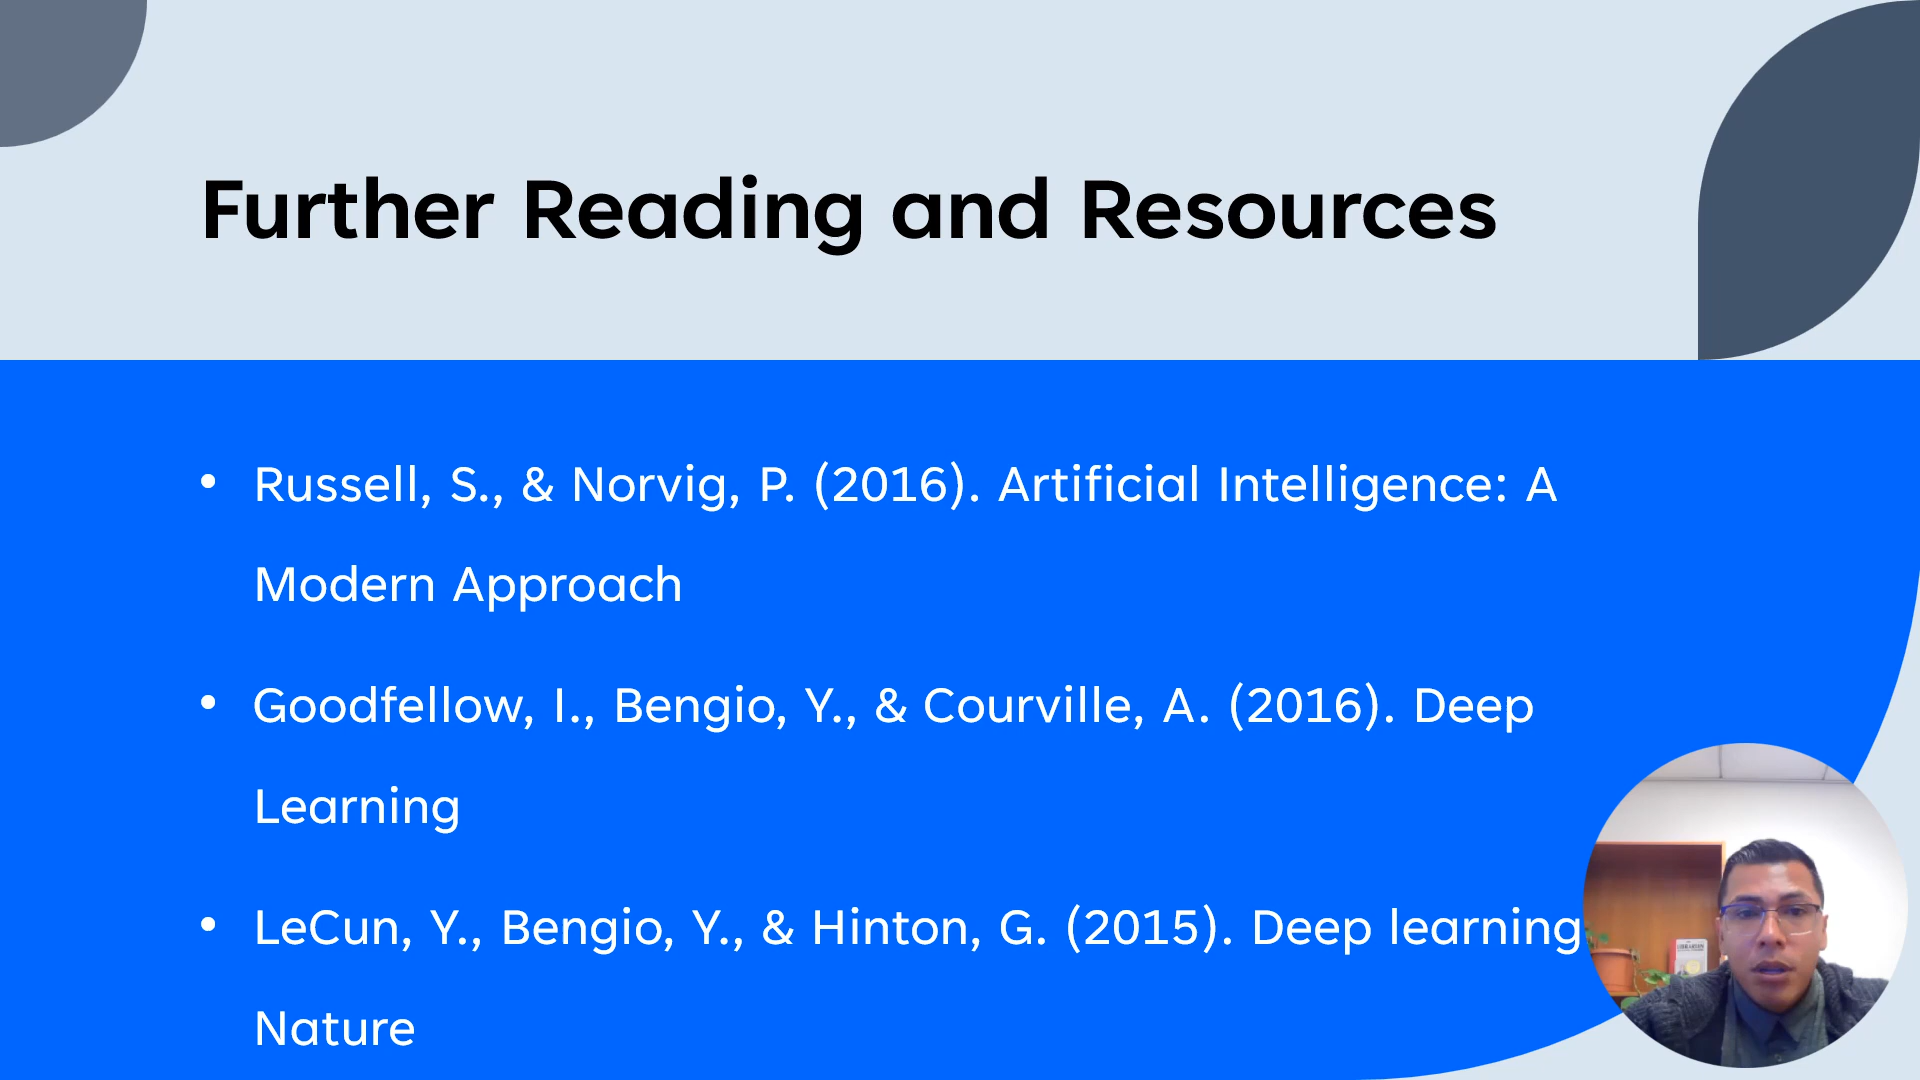 Further Reading and Resources
• Russell, S., & Norvig, P. (2016). Artificial Intelligence: A
Modern Approach
• Goodfellow, I., Bengio, Y., & Courville, A. (2016). Deep
Learning
• LeCun, Y., Bengio, Y., & Hinton, G. (2015). Deep learning
Nature